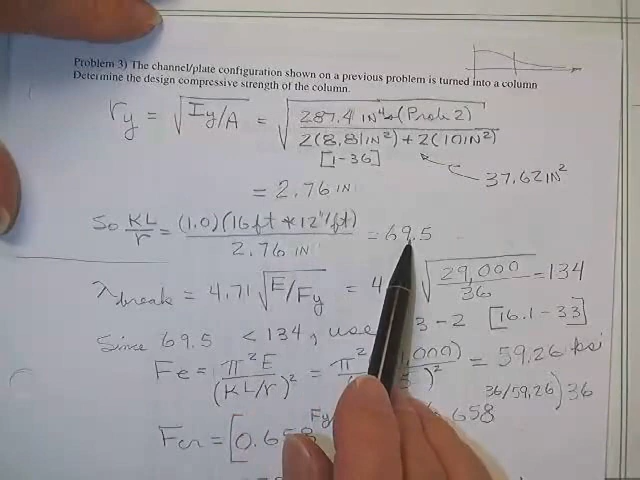 Problem 3) The channel/plate configuration shown on a previous problem is turned into a column
Determine the design compressive strength of the column.
ry = √Iy/A = √287.4 IN⁴ (Prob 2) / 2(8.81 IN²) + 2(10 IN²)
[1-36]
37.62 IN²
= 2.76 IN
So KL/r = (1.0)(16 ft * 12"/ft) / 2.76 IN = 69.5
λbreak = 4.71 √E/Fy = 4 √29,000/36 = 134
Since 69.5 < 134, use 3-2 [16.1-33]
Fe = π²E / (KL/r)² = π² ,000) / )² = 59.26 ksi
Fcr = [0.658 Fy .658 36/59.26) 36